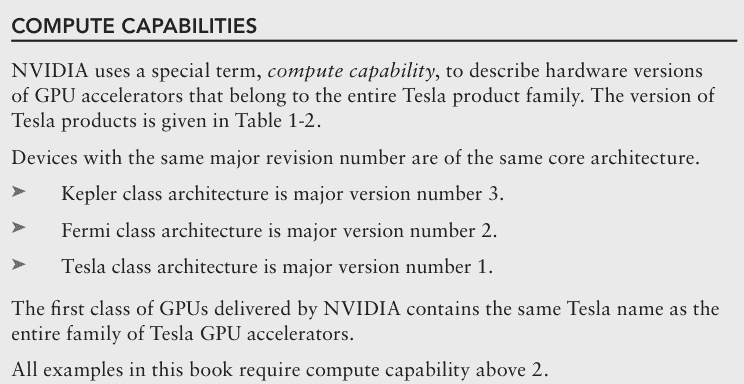 COMPUTE CAPABILITIES
NVIDIA uses a special term, compute capability, to describe hardware versions
of GPU accelerators that belong to the entire Tesla product family. The version of
Tesla products is given in Table 1-2.
Devices with the same major revision number are of the same core architecture.
➤ Kepler class architecture is major version number 3.
➤ Fermi class architecture is major version number 2.
➤ Tesla class architecture is major version number 1.
The first class of GPUs delivered by NVIDIA contains the same Tesla name as the
entire family of Tesla GPU accelerators.
All examples in this book require compute capability above 2.